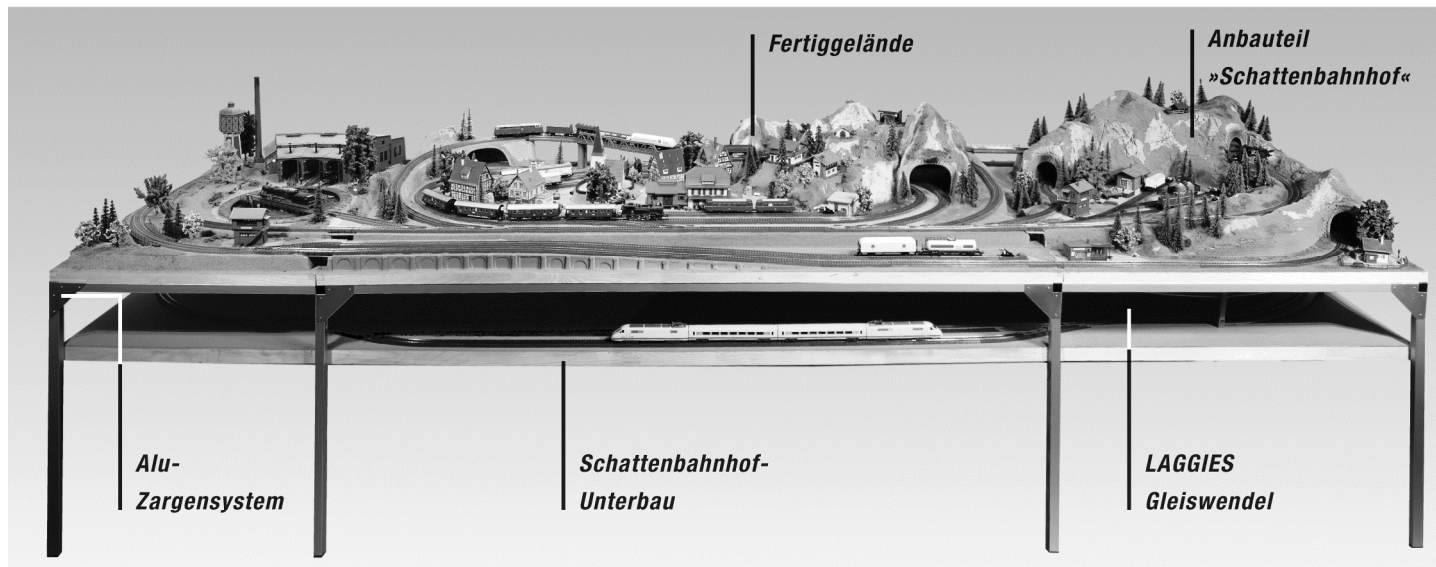 Fertiggelände
Anbauteil
»Schattenbahnhof«
Alu-
Zargensystem
Schattenbahnhof-
Unterbau
LAGGIES
Gleiswendel